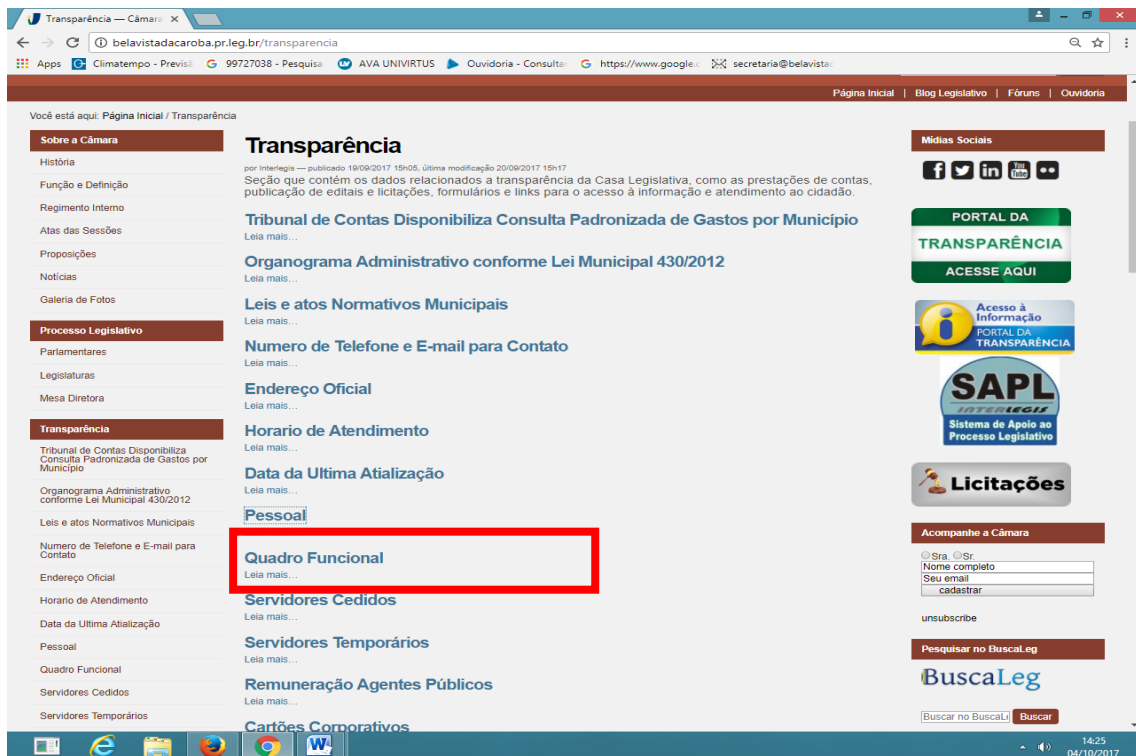 Transparência — Câmara
belavistadacaroba.pr.leg.br/transparencia
Apps Climatempo - Previsã 99727038 - Pesquisa AVA UNIVIRTUS Ouvidoria - Consulta https://www.google.c secretaria@belavista
Página Inicial | Blog Legislativo | Fóruns | Ouvidoria
Você está aqui: Página Inicial / Transparência
Sobre a Câmara
História
Função e Definição
Regimento Interno
Atas das Sessões
Proposições
Notícias
Galeria de Fotos
Processo Legislativo
Parlamentares
Legislaturas
Mesa Diretora
Transparência
Tribunal de Contas Disponibiliza
Consulta Padronizada de Gastos por
Município
Organograma Administrativo
conforme Lei Municipal 430/2012
Leis e atos Normativos Municipais
Numero de Telefone e E-mail para
Contato
Endereço Oficial
Horario de Atendimento
Data da Ultima Atialização
Pessoal
Quadro Funcional
Servidores Cedidos
Servidores Temporários
Transparência
por Interlegis — publicado 19/09/2017 15h05, última modificação 20/09/2017 15h17
Seção que contém os dados relacionados a transparência da Casa Legislativa, como as prestações de contas,
publicação de editais e licitações, formulários e links para o acesso à informação e atendimento ao cidadão.
Tribunal de Contas Disponibiliza Consulta Padronizada de Gastos por Município
Leia mais…
Organograma Administrativo conforme Lei Municipal 430/2012
Leia mais…
Leis e atos Normativos Municipais
Leia mais…
Numero de Telefone e E-mail para Contato
Leia mais…
Endereço Oficial
Leia mais…
Horario de Atendimento
Leia mais…
Data da Ultima Atialização
Leia mais…
Pessoal
Quadro Funcional
Leia mais…
Servidores Cedidos
Leia mais…
Servidores Temporários
Leia mais…
Remuneração Agentes Públicos
Leia mais…
Cartões Corporativos
Mídias Sociais
You
Tube
PORTAL DA
TRANSPARÊNCIA
ACESSE AQUI
Acesso à
Informação
PORTAL DA
TRANSPARÊNCIA
SAPL
INTERLEGIS
Sistema de Apoio ao
Processo Legislativo
Licitações
Acompanhe a Câmara
Sra. Sr.
Nome completo
Seu email
cadastrar
unsubscribe
Pesquisar no BuscaLeg
BuscaLeg
Buscar no BuscaL Buscar
14:25
04/10/2017